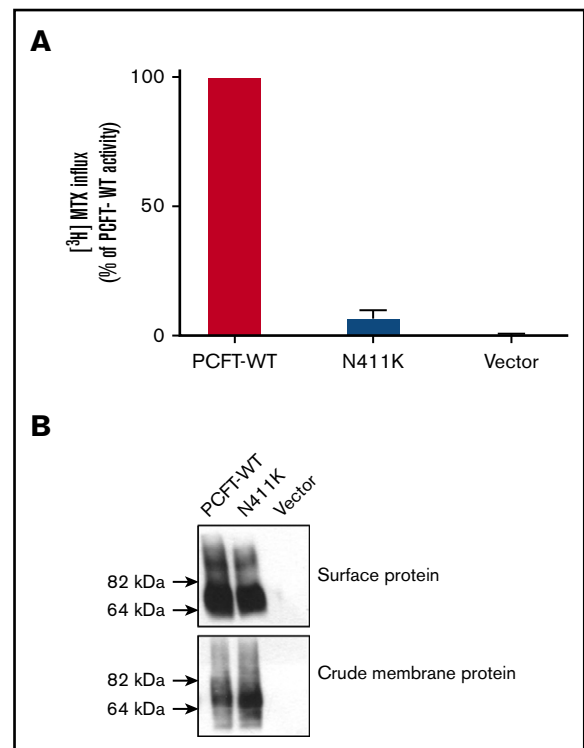 A
[³H] MTX influx
(% of PCFT- WT activity)
100
50
0
PCFT-WT
N411K
Vector
B
PCFT-WT
N411K
Vector
82 kDa
64 kDa
Surface protein
82 kDa
64 kDa
Crude membrane protein